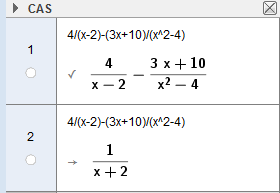 CAS
1
4/(x-2)-(3x+10)/(x^2-4)
✓ 4/(x − 2) − (3 x + 10)/(x² − 4)
2
4/(x-2)-(3x+10)/(x^2-4)
→ 1/(x + 2)